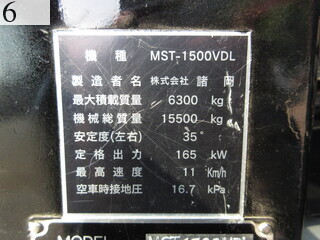 6
機種 MST-1500VDL
製造者名 株式会社 諸岡
最大積載質量 6300 kg
機械総質量 15500 kg
安定度(左右) 35°
定格出力 165 kW
最高速度 11 Km/h
空車時接地圧 16.7 kPa
MODEL MST-1500VDL